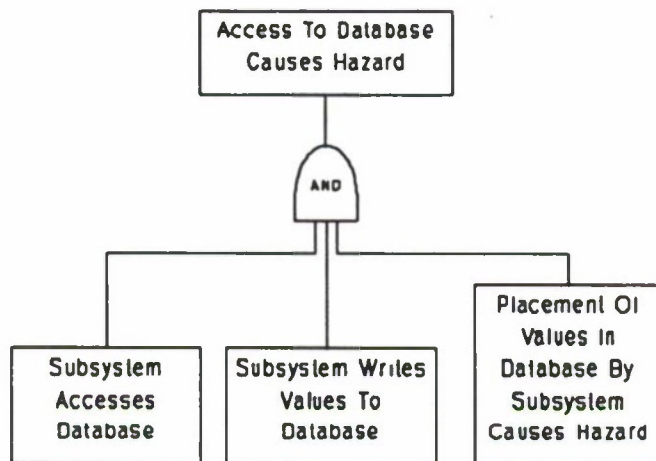 Access To Database
Causes Hazard
AND
Subsystem
Accesses
Database
Subsystem Writes
Values To
Database
Placement Of
Values In
Database By
Subsystem
Causes Hazard